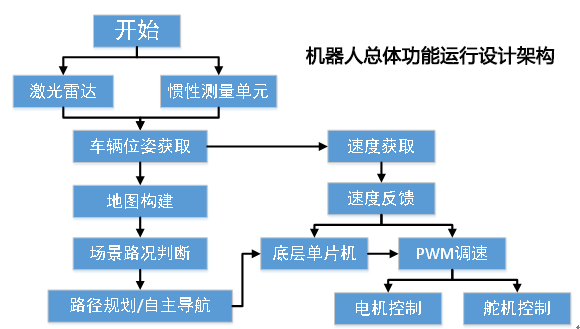 开始
机器人总体功能运行设计架构
激光雷达
惯性测量单元
车辆位姿获取
速度获取
地图构建
速度反馈
场景路况判断
底层单片机
PWM调速
路径规划/自主导航
电机控制
舵机控制